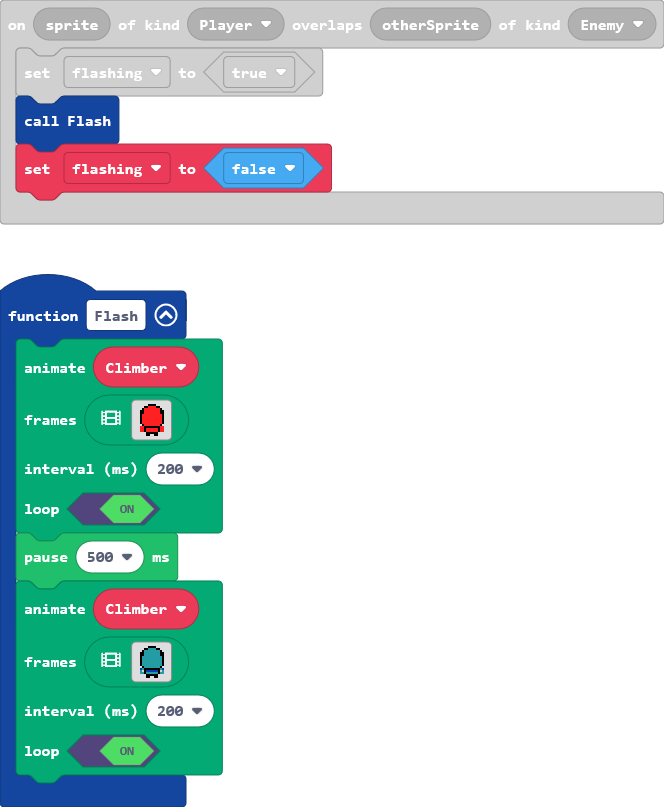 on sprite of kind Player overlaps otherSprite of kind Enemy
set flashing to true
call Flash
set flashing to false
function Flash
animate Climber
frames
interval (ms) 200
loop ON
pause 500 ms
animate Climber
frames
interval (ms) 200
loop ON